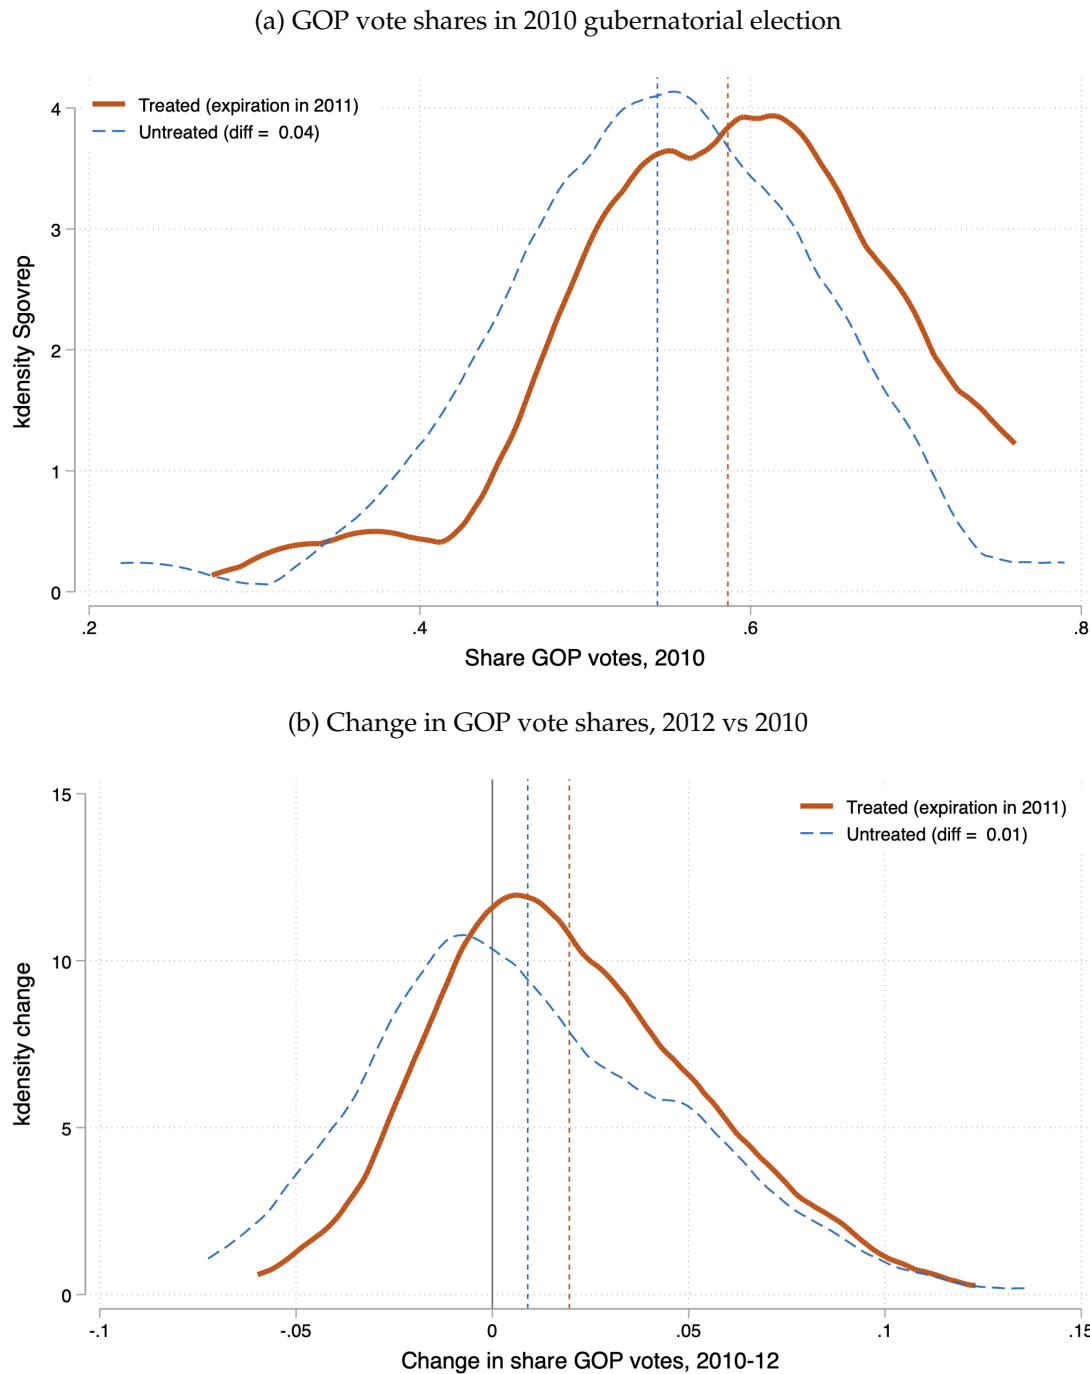 (a) GOP vote shares in 2010 gubernatorial election
Treated (expiration in 2011)
Untreated (diff = 0.04)
4
3
2
1
0
kdensity Sgovrep
.2 .4 .6 .8
Share GOP votes, 2010
(b) Change in GOP vote shares, 2012 vs 2010
Treated (expiration in 2011)
Untreated (diff = 0.01)
15
10
5
0
kdensity change
-.1 -.05 0 .05 .1 .15
Change in share GOP votes, 2010-12